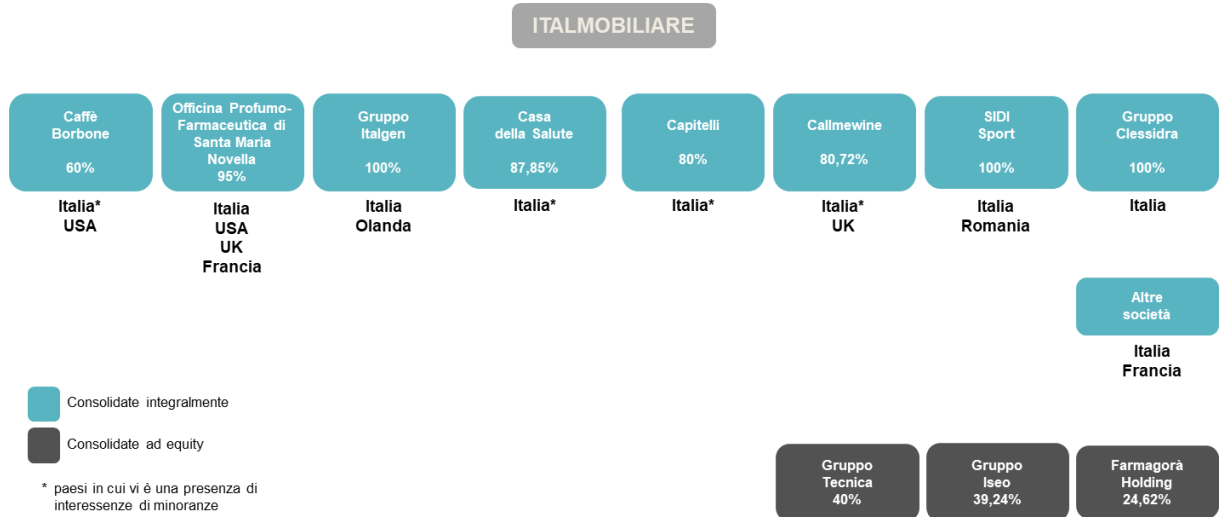 ITALMOBILIARE
Caffè
Borbone
60%
Italia*
USA
Officina Profumo-
Farmaceutica di
Santa Maria
Novella
95%
Italia
USA
UK
Francia
Gruppo
Italgen
100%
Italia
Olanda
Casa
della Salute
87,85%
Italia*
Capitelli
80%
Italia*
Callmewine
80,72%
Italia*
UK
SIDI
Sport
100%
Italia
Romania
Gruppo
Clessidra
100%
Italia
Altre
società
Italia
Francia
Consolidate integralmente
Consolidate ad equity
* paesi in cui vi è una presenza di
interessenze di minoranze
Gruppo
Tecnica
40%
Gruppo
Iseo
39,24%
Farmagorà
Holding
24,62%